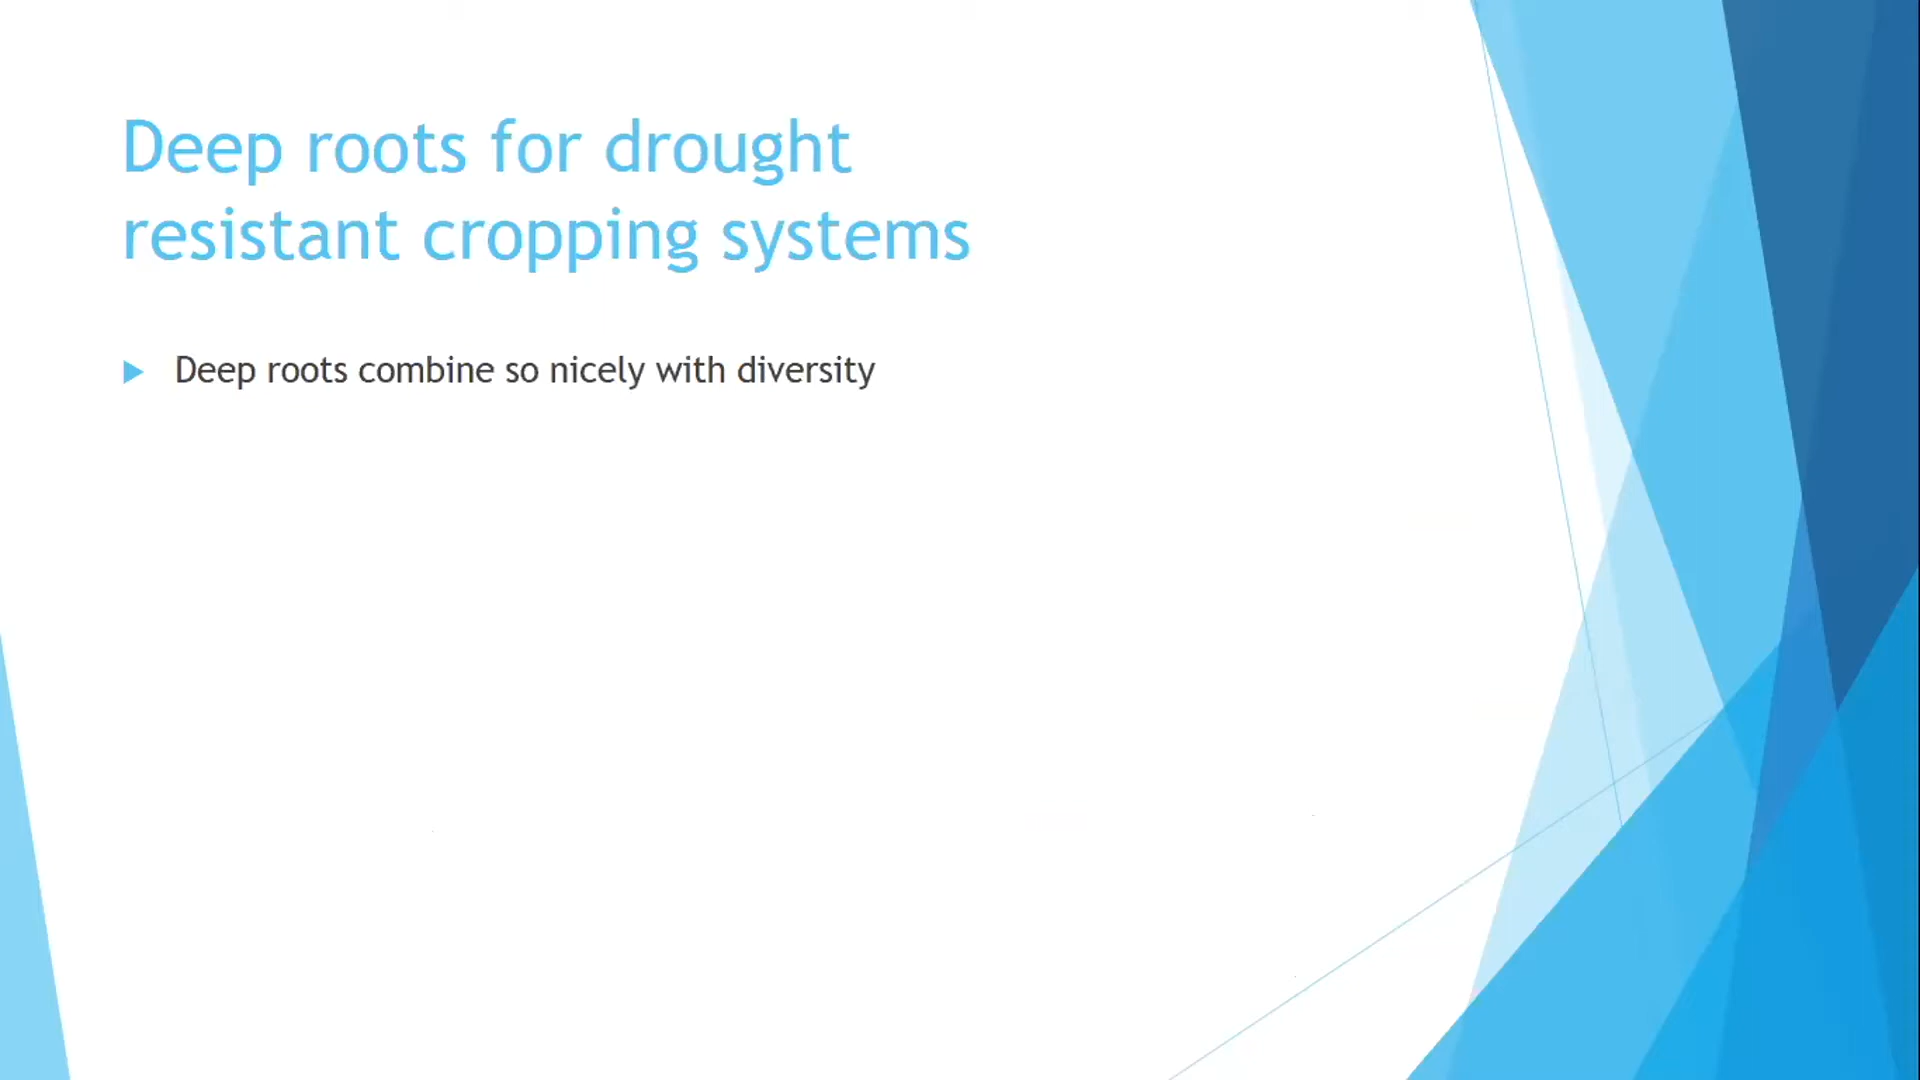 Deep roots for drought
resistant cropping systems
Deep roots combine so nicely with diversity